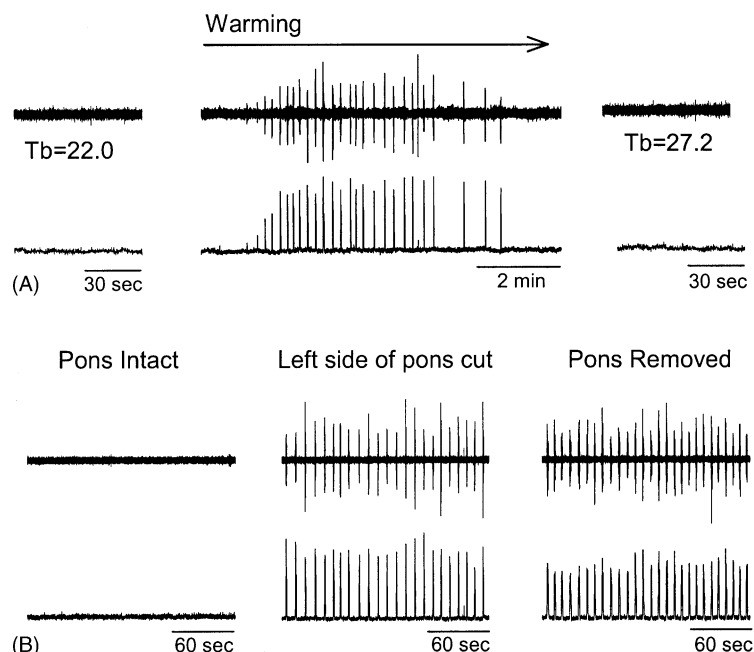 Warming
Tb=22.0
Tb=27.2
(A)
30 sec
2 min
30 sec
Pons Intact
Left side of pons cut
Pons Removed
(B)
60 sec
60 sec
60 sec